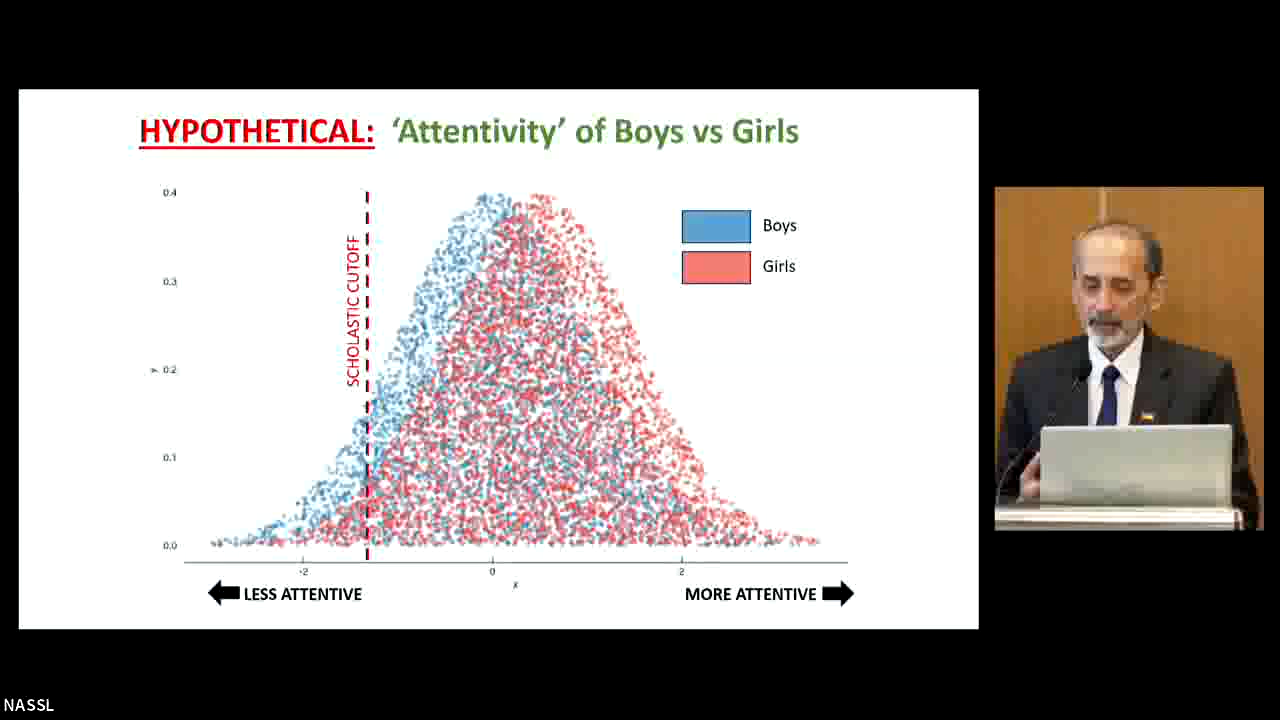 HYPOTHETICAL: ‘Attentivity’ of Boys vs Girls
0.4
0.3
0.2
0.1
0.0
y
SCHOLASTIC CUTOFF
Boys
Girls
-2
0
2
x
LESS ATTENTIVE
MORE ATTENTIVE
NASSL